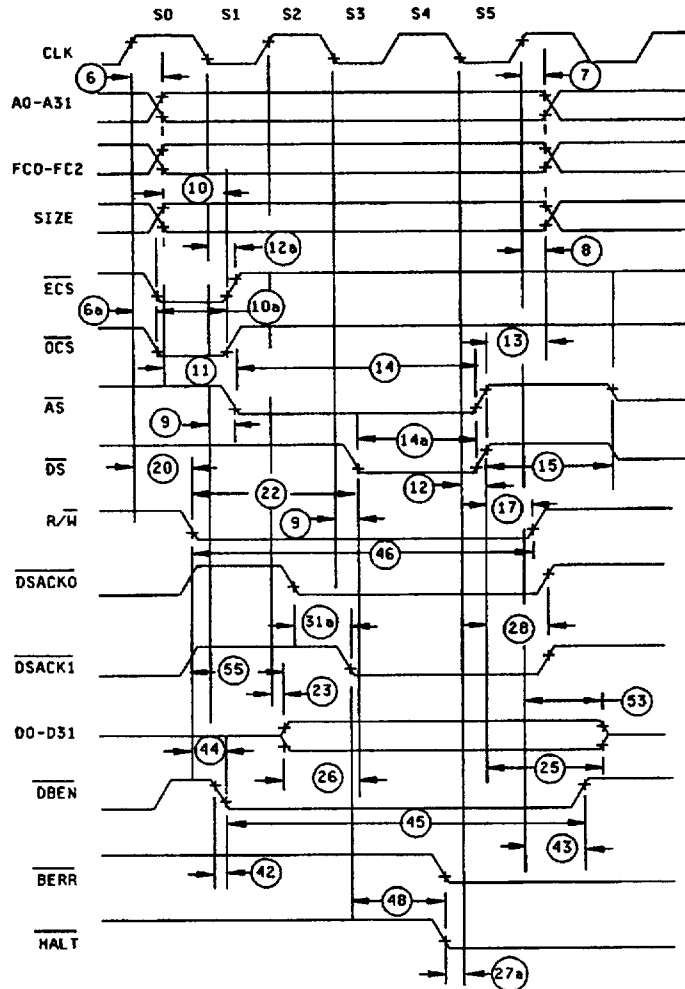 S0 S1 S2 S3 S4 S5
CLK
6 7
A0-A31
FC0-FC2
10
SIZE
12a 8
ECS
6a 10a
OCS
13
11 14
AS
9 14a
DS
20 12 15
22 17
R/W
9
46
DSACK0
31a 28
DSACK1
55 23
53
D0-D31
44
26 25
DBEN
45
43
42
BERR
48
HALT
27a